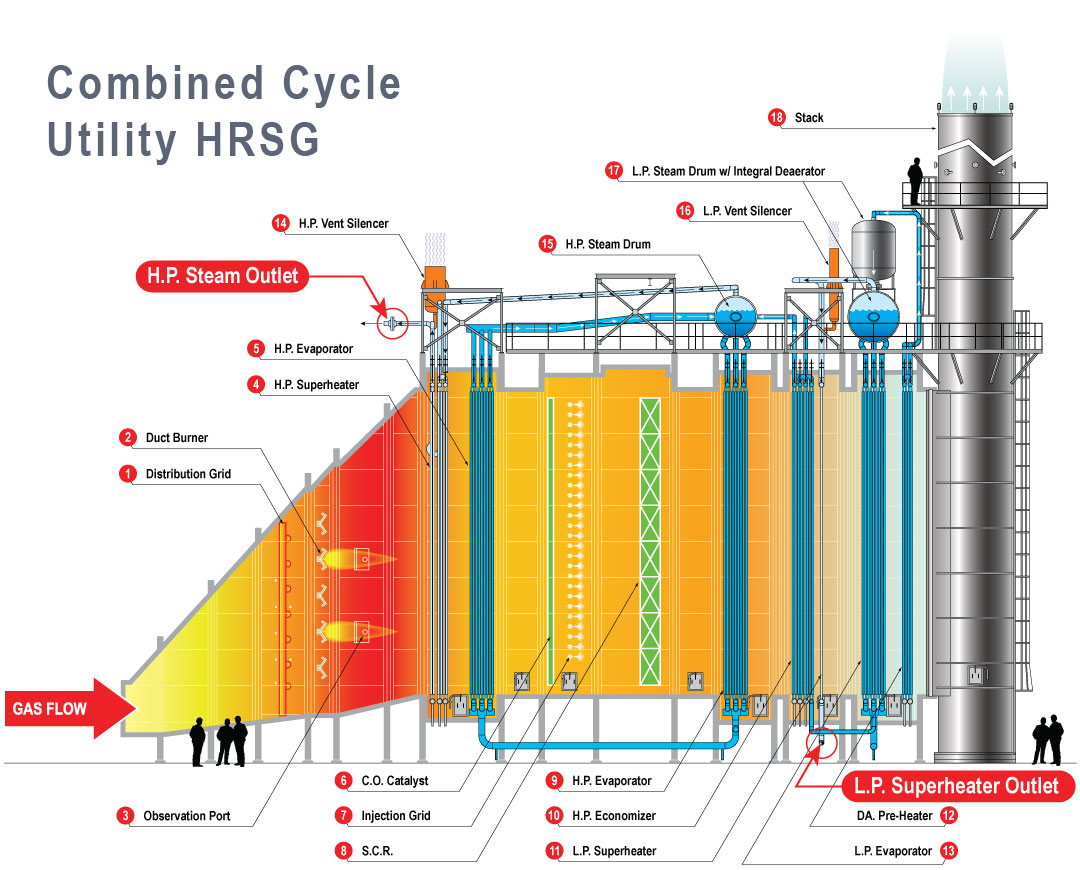 Combined Cycle
Utility HRSG
18 Stack
17 L.P. Steam Drum w/ Integral Deaerator
16 L.P. Vent Silencer
14 H.P. Vent Silencer
15 H.P. Steam Drum
H.P. Steam Outlet
5 H.P. Evaporator
4 H.P. Superheater
2 Duct Burner
1 Distribution Grid
GAS FLOW
L.P. Superheater Outlet
6 C.O. Catalyst
9 H.P. Evaporator
3 Observation Port
7 Injection Grid
10 H.P. Economizer
DA. Pre-Heater 12
8 S.C.R.
11 L.P. Superheater
L.P. Evaporator 13